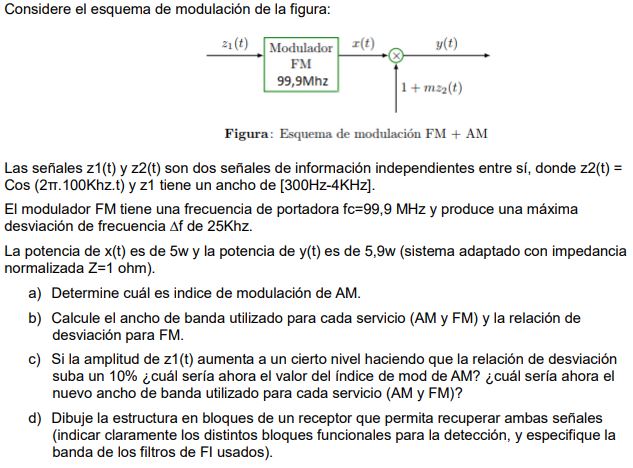 Considere el esquema de modulación de la figura:
z₁(t) Modulador x(t) y(t)
FM
99,9Mhz 1 + mz₂(t)
Figura: Esquema de modulación FM + AM
Las señales z1(t) y z2(t) son dos señales de información independientes entre sí, donde z2(t) =
Cos (2π.100Khz.t) y z1 tiene un ancho de [300Hz-4KHz].
El modulador FM tiene una frecuencia de portadora fc=99,9 MHz y produce una máxima
desviación de frecuencia Δf de 25Khz.
La potencia de x(t) es de 5w y la potencia de y(t) es de 5,9w (sistema adaptado con impedancia
normalizada Z=1 ohm).
a) Determine cuál es indice de modulación de AM.
b) Calcule el ancho de banda utilizado para cada servicio (AM y FM) y la relación de
desviación para FM.
c) Si la amplitud de z1(t) aumenta a un cierto nivel haciendo que la relación de desviación
suba un 10% ¿cuál sería ahora el valor del índice de mod de AM? ¿cuál sería ahora el
nuevo ancho de banda utilizado para cada servicio (AM y FM)?
d) Dibuje la estructura en bloques de un receptor que permita recuperar ambas señales
(indicar claramente los distintos bloques funcionales para la detección, y especifique la
banda de los filtros de FI usados).